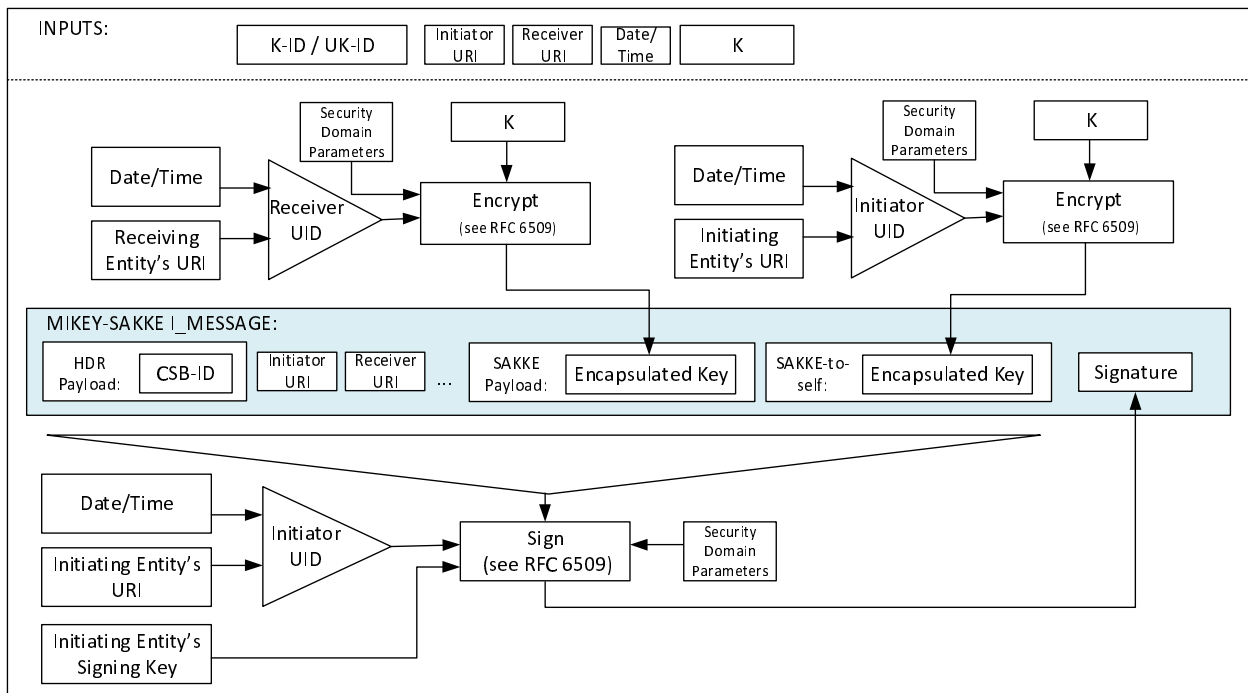 INPUTS:
K-ID / UK-ID
Initiator
URI
Receiver
URI
Date/
Time
K
Security
Domain
Parameters
K
Date/Time
Receiver
UID
Encrypt
(see RFC 6509)
Receiving
Entity's URI
Security
Domain
Parameters
K
Date/Time
Initiator
UID
Encrypt
(see RFC 6509)
Initiating
Entity's URI
MIKEY-SAKKE I_MESSAGE:
HDR
Payload:
CSB-ID
Initiator
URI
Receiver
URI
...
SAKKE
Payload:
Encapsulated Key
SAKKE-to-
self:
Encapsulated Key
Signature
Date/Time
Initiator
UID
Initiating Entity's
URI
Sign
(see RFC 6509)
Security
Domain
Parameters
Initiating Entity's
Signing Key